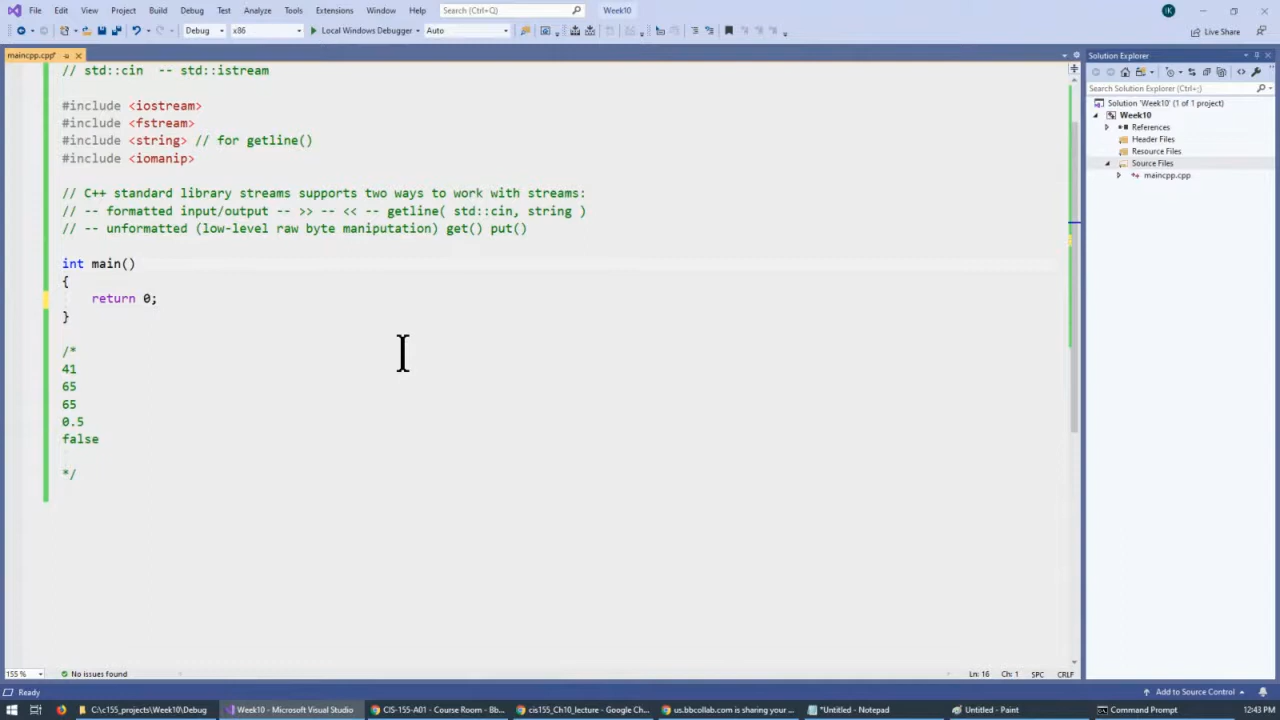 File Edit View Project Build Debug Test Analyze Tools Extensions Window Help Search (Ctrl+Q) Week10 IK
Debug x86 Local Windows Debugger Auto Live Share
maincpp.cpp* Solution Explorer
Search Solution Explorer (Ctrl+;)
Solution 'Week10' (1 of 1 project)
Week10
References
Header Files
Resource Files
Source Files
maincpp.cpp
// std::cin -- std::istream
#include <iostream>
#include <fstream>
#include <string> // for getline()
#include <iomanip>
// C++ standard library streams supports two ways to work with streams:
// -- formatted input/output -- >> -- << -- getline( std::cin, string )
// -- unformatted (low-level raw byte maniputation) get() put()
int main()
{
return 0;
}
/*
41
65
65
0.5
false
*/
155 % No issues found Ln: 16 Ch: 1 SPC CRLF
Ready Add to Source Control
C:\c155_projects\Week10\Debug Week10 - Microsoft Visual Studio CIS-155-A01 - Course Room - Bb... cis155_Ch10_lecture - Google Ch... us.bbcollab.com is sharing your ... *Untitled - Notepad Untitled - Paint Command Prompt 12:43 PM